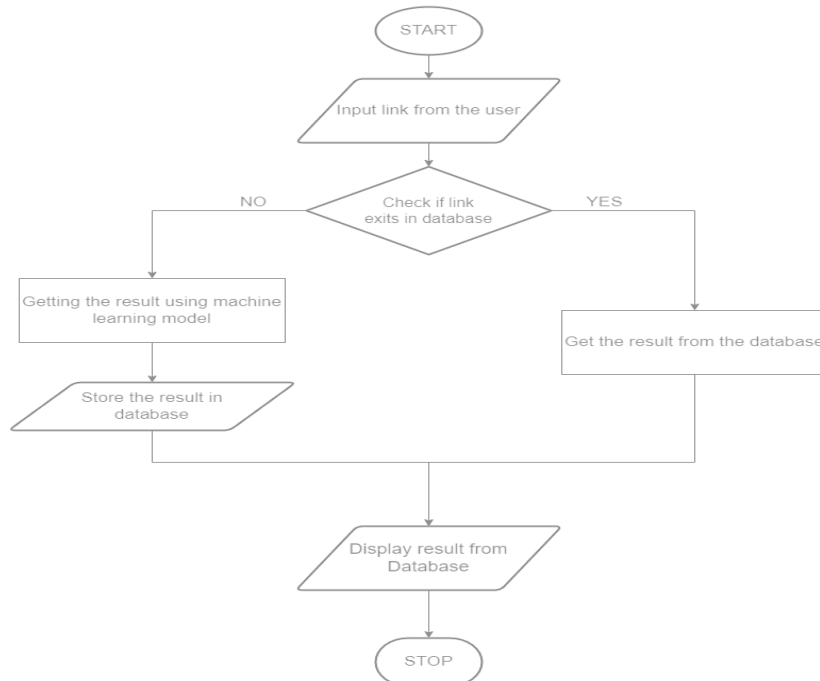 START
Input link from the user
Check if link
exits in database
NO
YES
Getting the result using machine
learning model
Get the result from the database
Store the result in
database
Display result from
Database
STOP